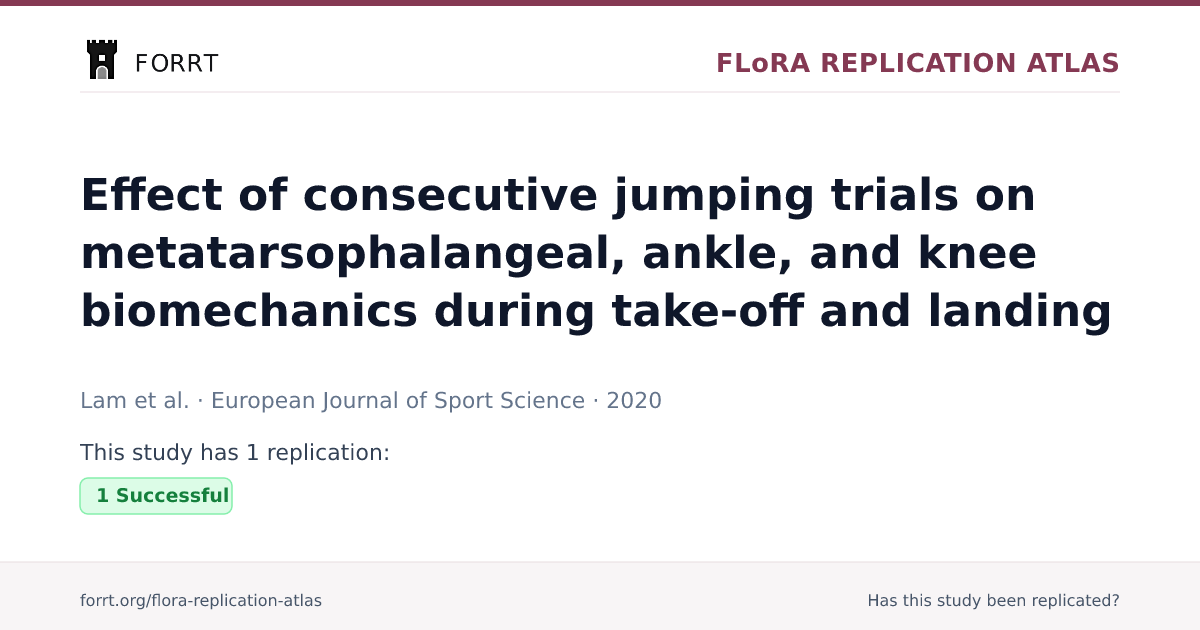 FORRT
FLoRA REPLICATION ATLAS
Effect of consecutive jumping trials on
metatarsophalangeal, ankle, and knee
biomechanics during take-off and landing
Lam et al. · European Journal of Sport Science · 2020
This study has 1 replication:
1 Successful
forrt.org/flora-replication-atlas
Has this study been replicated?